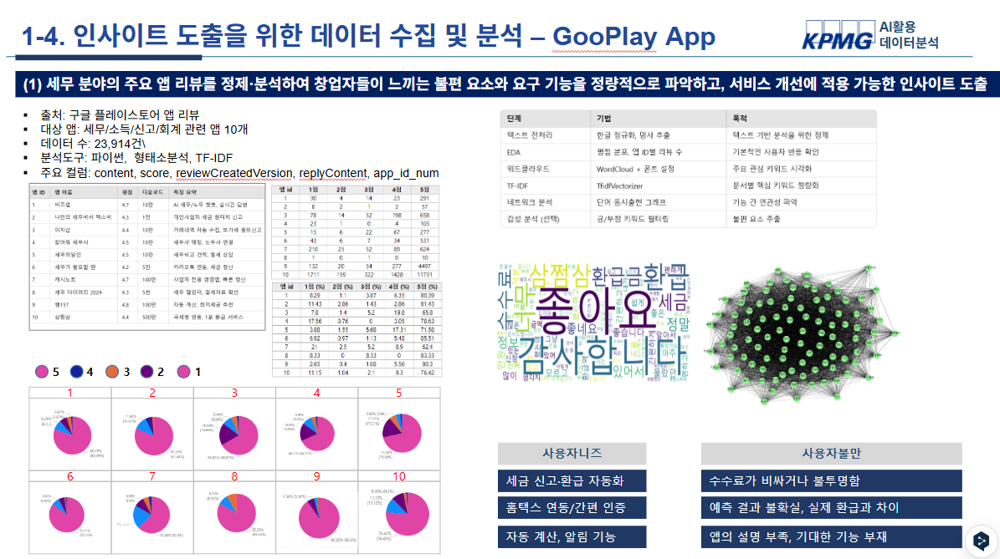 1-4. 인사이트 도출을 위한 데이터 수집 및 분석 – GooPlay App
KPMG
AI활용
데이터분석
(1) 세무 분야의 주요 앱 리뷰를 정제·분석하여 창업자들이 느끼는 불편 요소와 요구 기능을 정량적으로 파악하고, 서비스 개선에 적용 가능한 인사이트 도출
▪ 출처: 구글 플레이스토어 앱 리뷰
▪ 대상 앱: 세무/소득/신고/회계 관련 앱 10개
▪ 데이터 수: 23,914건\
▪ 분석도구: 파이썬, 형태소분석, TF-IDF
▪ 주요 컬럼: content, score, reviewCreatedVersion, replyContent, app_id_num
앱 ID 앱 이름 평점 다운로드 특징 요약
1 비즈넵 4.7 10만 AI 세무/노무 챗봇, 실시간 답변
2 나만의 세무비서 택스비 4.3 1만 개인사업자 세금 원터치 신고
3 이지샵 4.4 10만 거래내역 자동 수집, 부가세 셀프신고
4 찾아줘 세무사 4.5 10만 세무사 매칭, 노무사 연결
5 세무의달인 4.5 10만 세무비교 견적, 절세 상담
6 세무가 필요할 땐 4.2 5만 카카오톡 연동, 세금 정산
7 캐시노트 4.7 100만 사업자 전용 경영앱, 빠른 정산
8 세무 다이어리 2024 4.3 5천 세무 캘린더, 절세자료 확인
9 쌤157 4.8 100만 자동 계산, 최저세금 추천
10 삼쩜삼 4.4 500만 국세청 연동, 1분 환급 서비스
앱 id 1점 2점 3점 4점 5점
1 30 4 14 23 291
2 8 2 1 2 57
3 78 14 52 198 658
4 23 1 0 4 103
5 15 6 22 67 277
6 43 6 7 34 531
7 210 25 52 89 624
8 1 0 1 0 10
9 132 20 54 277 4497
10 1711 159 322 1428 11731
앱 id 1점 (%) 2점 (%) 3점 (%) 4점 (%) 5점 (%)
1 8.29 1.1 3.87 6.35 80.39
2 11.43 2.86 1.43 2.86 81.43
3 7.8 1.4 5.2 19.8 65.8
4 17.56 0.76 0 3.05 78.63
5 3.88 1.55 5.68 17.31 71.58
6 6.92 0.97 1.13 5.48 85.51
7 21 2.5 5.2 8.9 62.4
8 8.33 0 8.33 0 83.33
9 2.65 0.4 1.08 5.56 90.3
10 11.15 1.04 2.1 9.3 76.42
5 4 3 2 1
1 2 3 4 5
6 7 8 9 10
단계 기법 목적
텍스트 전처리 한글 정규화, 명사 추출 텍스트 기반 분석을 위한 정제
EDA 평점 분포, 앱 ID별 리뷰 수 기본적인 사용자 반응 확인
워드클라우드 WordCloud + 폰트 설정 주요 관심 키워드 시각화
TF-IDF TfidfVectorizer 문서별 핵심 키워드 정량화
네트워크 분석 단어 동시출현 그래프 기능 간 연관성 파악
감성 분석 (선택) 긍/부정 키워드 필터링 불편 요소 추출
삼쩜삼
환급금
환급
편하게
수수료
좋아요
세금
쉽게
좋은
정말
좋네요
좋습니다
알아서
정보
감사합니다
간편하게
아주
있어서
많이
모르고
몰랐던
사용자니즈
세금 신고·환급 자동화
홈택스 연동/간편 인증
자동 계산, 알림 기능
사용자불만
수수료가 비싸거나 불투명함
예측 결과 불확실, 실제 환급과 차이
앱의 설명 부족, 기대한 기능 부재